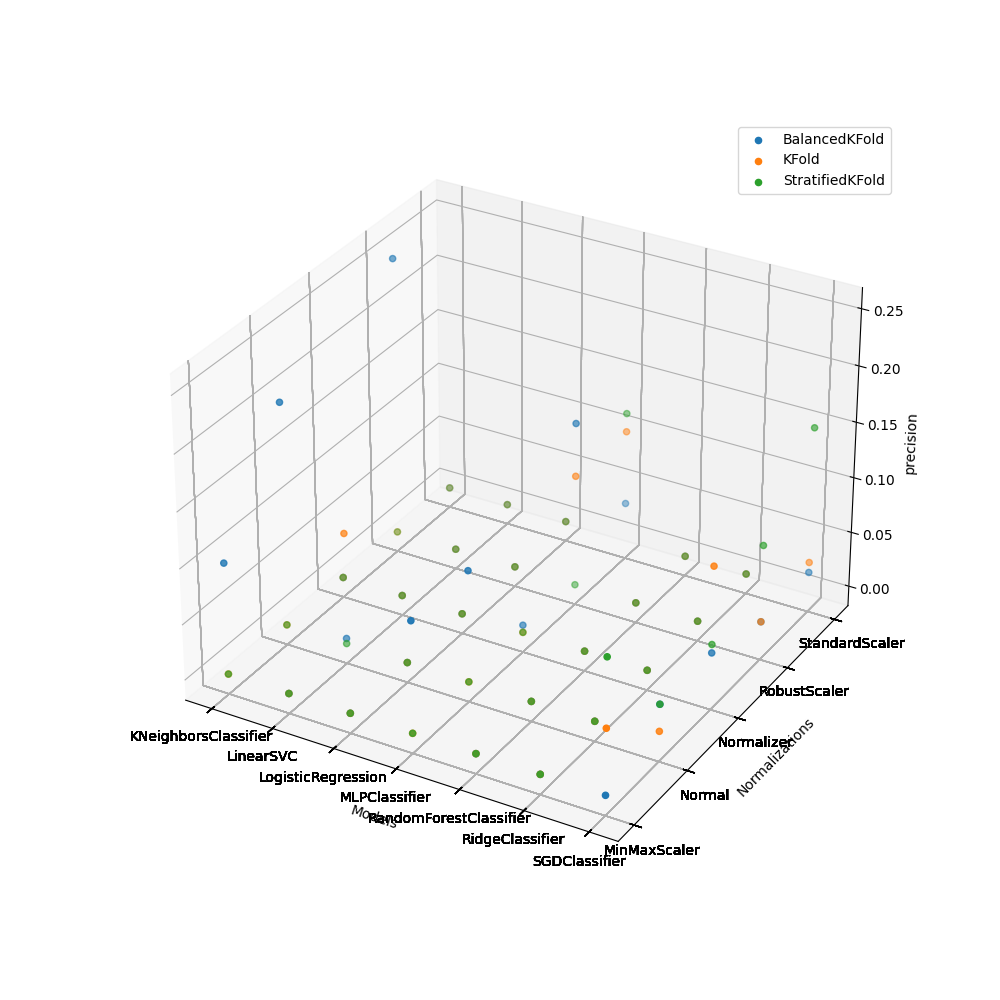 BalancedKFold
KFold
StratifiedKFold
0.25
0.20
0.15
0.10
0.05
0.00
precision
StandardScaler
RobustScaler
Normalizer
Normal
MinMaxScaler
Normalizations
KNeighborsClassifier
LinearSVC
LogisticRegression
MLPClassifier
RandomForestClassifier
RidgeClassifier
SGDClassifier
Models